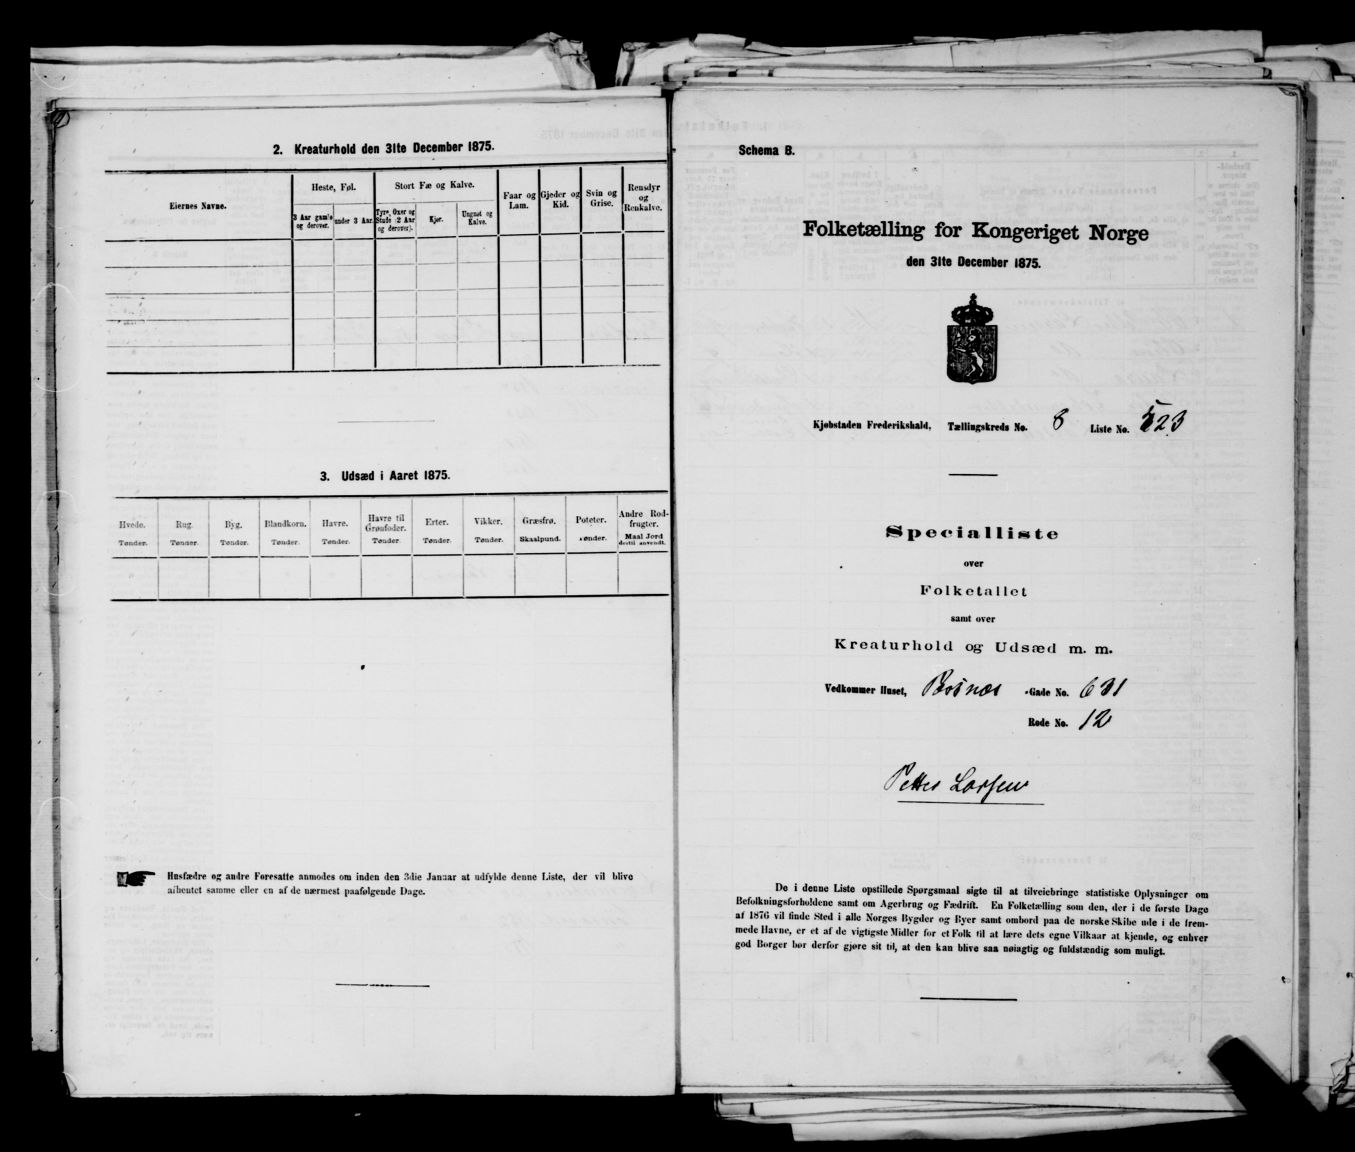 2. Kreaturhold den 31te December 1875.
Eiernes Navne.
Heste, Føl.
Stort Fæ og Kalve.
Faar og Lam.
Gjeder og Kid.
Svin og Grise.
Rensdyr og Renkalve.
3 Aar gamle og derover.
under 3 Aar.
Tyre, Oxer og Stude (2 Aar og derover).
Kjør.
Ungnøt og Kalve.
3. Udsæd i Aaret 1875.
Hvede. Rug. Byg. Blandkorn. Havre. Havre til Grønfoder. Erter. Vikker. Græsfrø. Poteter. Andre Rodfrugter.
Tønder. Tønder. Tønder. Tønder. Tønder. Tønder. Tønder. Tønder. Skaalpund. Tønder. Maal Jord dertil anvendt.
Husfædre og andre Foresatte anmodes om inden den 3die Januar at udfylde denne Liste, der vil blive
afhentet samme eller en af de nærmest paafølgende Dage.
Schema B.
Folketælling for Kongeriget Norge
den 31te December 1875.
Kjøbstaden Frederikshald. Tællingskreds No. 8 Liste No. 123
Specialliste
over
Folketallet
samt over
Kreaturhold og Udsæd m. m.
Vedkommer Huset, Borsnæs -Gade No. 631
Rode No. 12
Petter Larsen
De i denne Liste opstillede Spørgsmaal sigte til at tilveiebringe statistiske Oplysninger om
Befolkningsforholdene samt om Agerbrug og Fædrift. En Folketælling som den, der i de første Dage
af 1876 vil finde Sted i alle Norges Bygder og Byer samt ombord paa de norske Skibe ude i de frem-
mede Havne, er et af de vigtigste Midler for et Folk til at lære dets egne Vilkaar at kjende, og enhver
god Borger bør derfor gjøre sit til, at den kan blive saa nøiagtig og fuldstændig som muligt.